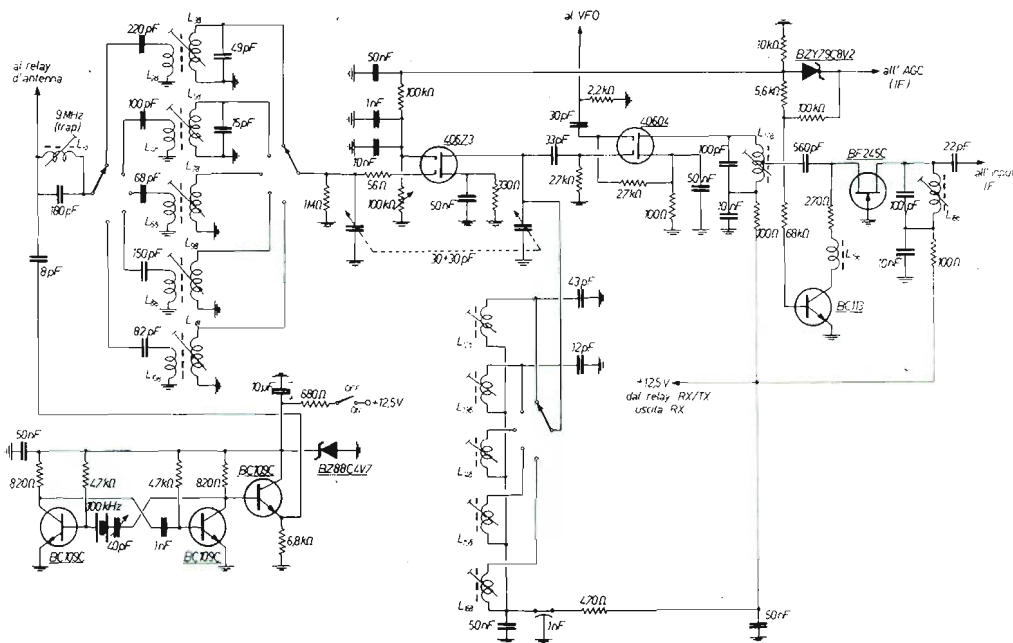 al relay
d'antenna
9MHz
(trap)
180pF
8pF
220pF
49pF
100pF
15pF
68pF
150pF
82pF
50nF
1nF
10nF
100kΩ
56Ω
100kΩ
1MΩ
40673
50nF
330Ω
30+30pF
al VFO
30pF
2,2kΩ
33pF
27kΩ
27kΩ
40604
100Ω
50nF
100pF
10nF
100Ω
10kΩ
5,6kΩ
BZY79C8V2
100kΩ
all'AGC
(IF)
560pF
68kΩ
270Ω
BF245C
BC113
100pF
10nF
100Ω
22pF
all'input
IF
43pF
12pF
+12,5V
dal relay RX/TX
uscita RX
470Ω
50nF
1nF
50nF
10µF
680Ω
OFF
ON
+12,5V
BZ88C4V7
50nF
820Ω
4,7kΩ
4,7kΩ
820Ω
BC109C
100kHz
40pF
1nF
BC109C
BC109C
6,8kΩ